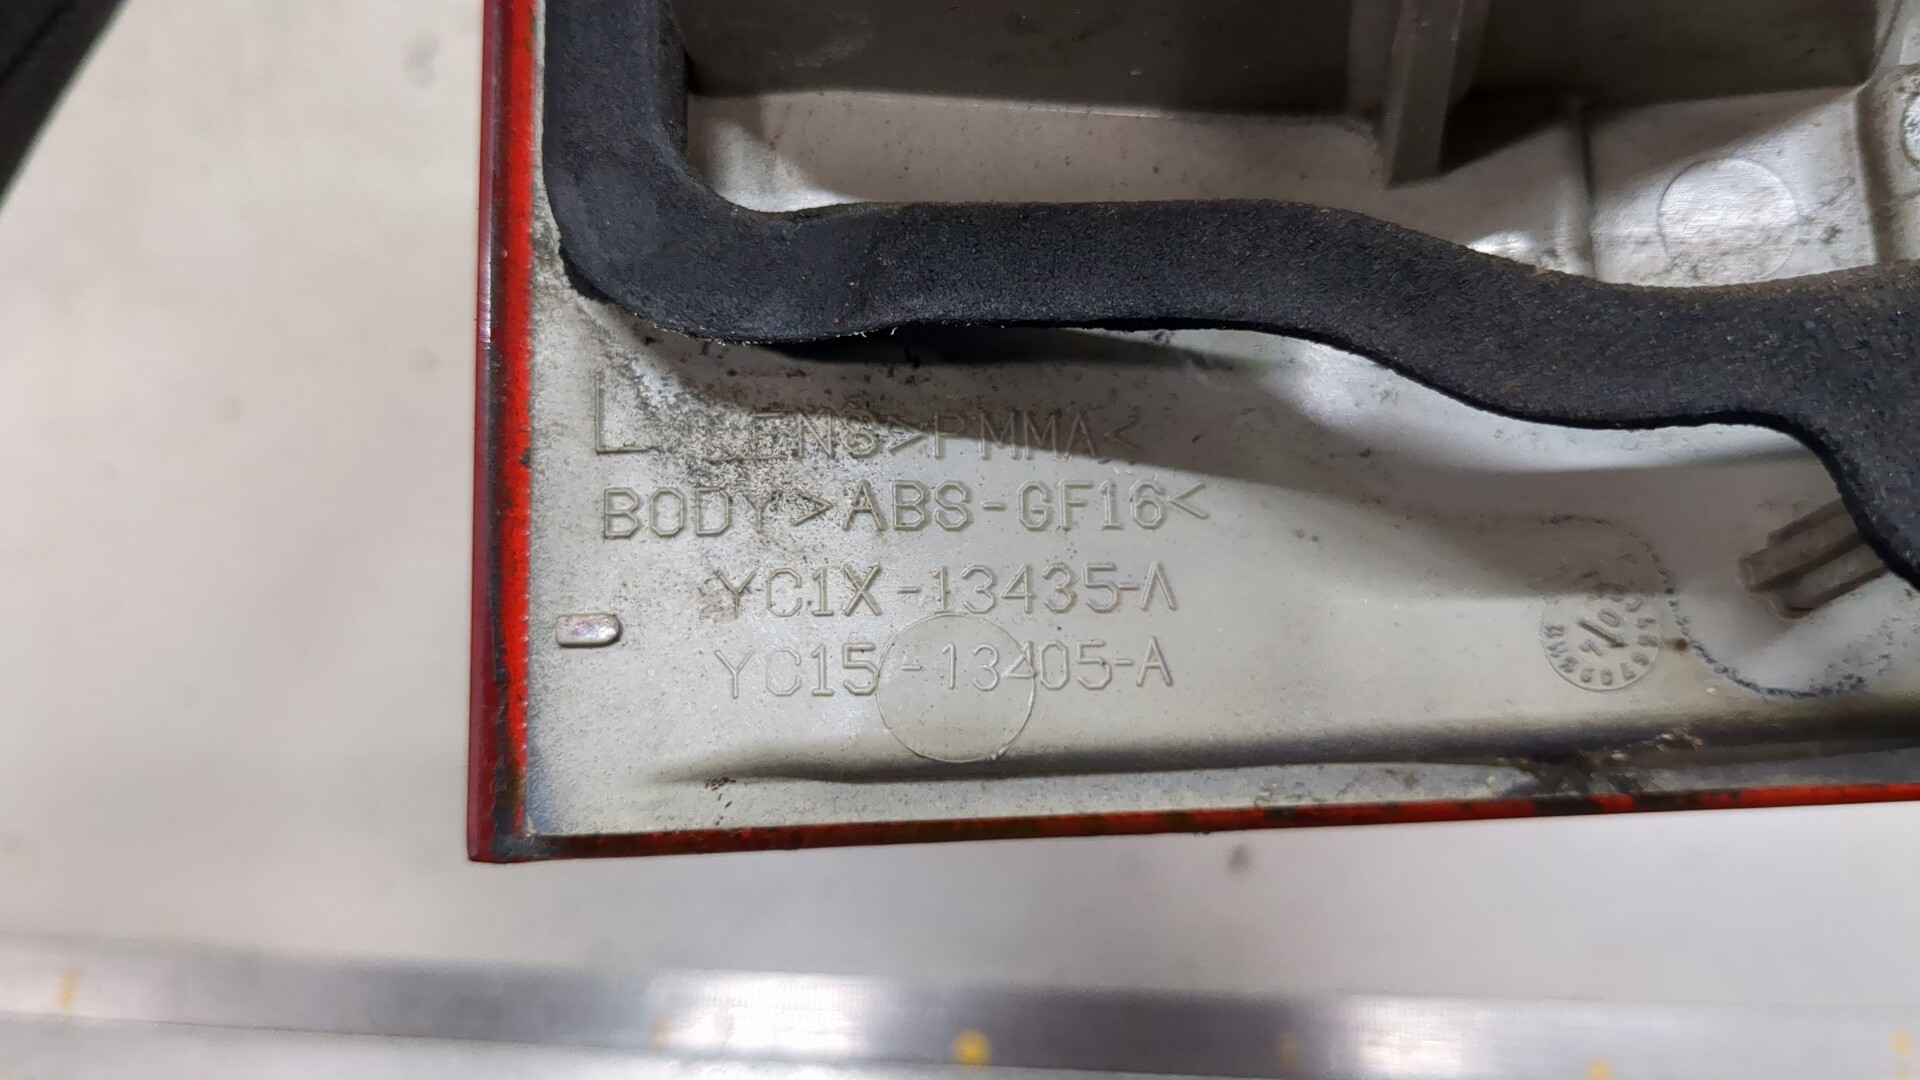 L LENS>PMMA<
BODY>ABS-GF16<
YC1X-13435-A
YC15-13405-A